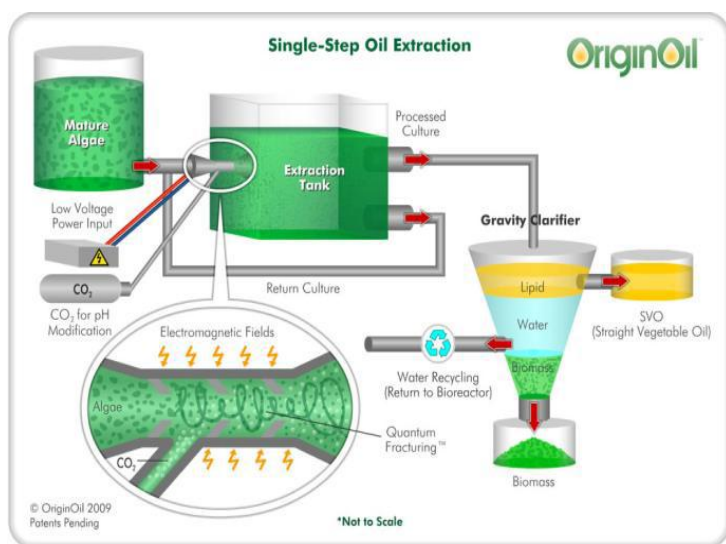 Single-Step Oil Extraction
OriginOil
Mature
Algae
Processed
Culture
Extraction
Tank
Low Voltage
Power Input
Gravity Clarifier
CO₂
Return Culture
CO₂ for pH
Modification
Lipid
SVO
(Straight Vegetable Oil)
Water
Electromagnetic Fields
Biomass
Water Recycling
(Return to Bioreactor)
Algae
Quantum
Fracturing™
CO₂
Biomass
© OriginOil 2009
Patents Pending
*Not to Scale